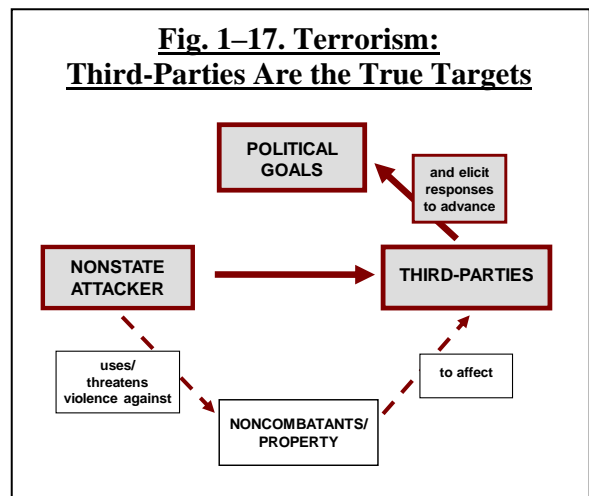 Fig. 1–17. Terrorism:
Third-Parties Are the True Targets
POLITICAL
GOALS
and elicit
responses
to advance
NONSTATE
ATTACKER
THIRD-PARTIES
uses/
threatens
violence against
to affect
NONCOMBATANTS/
PROPERTY